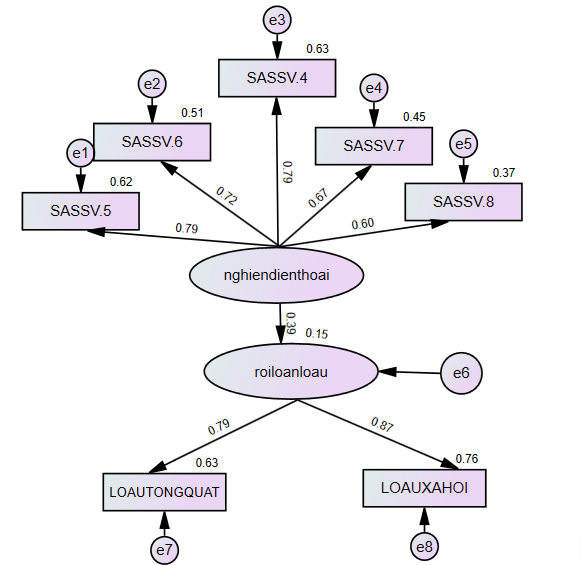 e3
0.63
SASSV.4
e2
0.51
SASSV.6
e4
0.45
SASSV.7
e1
0.62
SASSV.5
e5
0.37
SASSV.8
0.79
0.72
0.79
0.67
0.60
nghiendienthoai
0.39
0.15
roiloanloau
e6
0.79
0.87
0.63
LOAUTONGQUAT
0.76
LOAUXAHOI
e7
e8